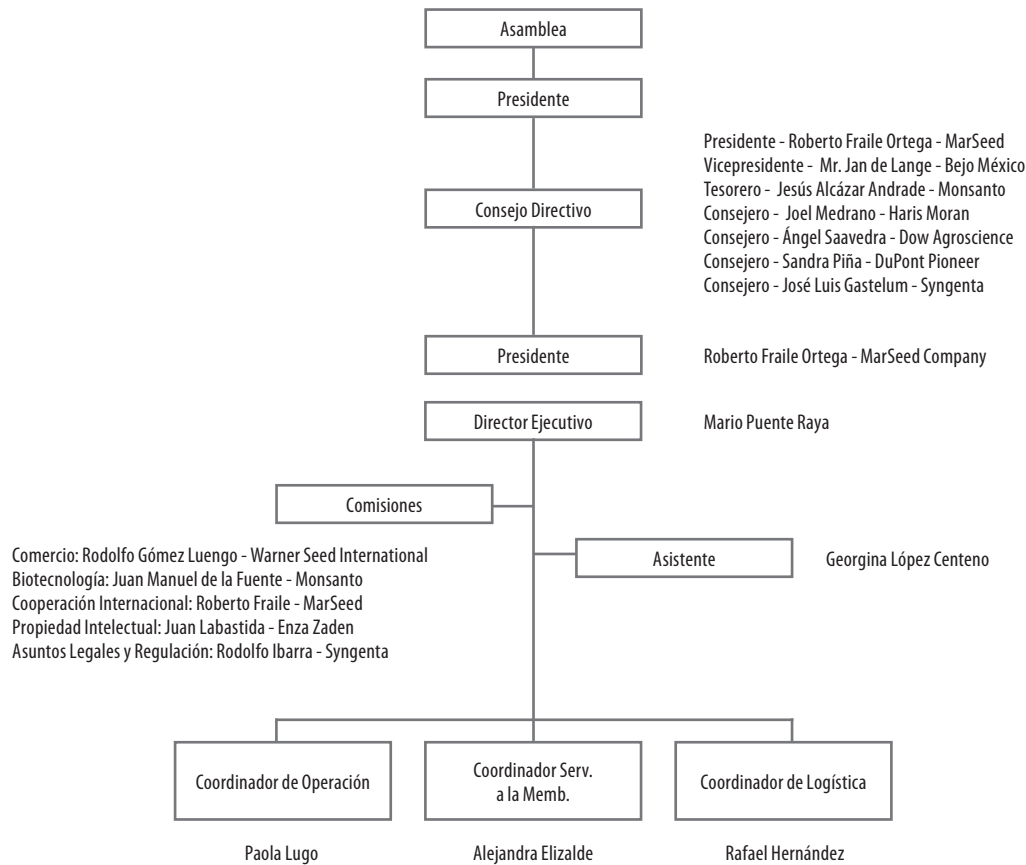 Asamblea
Presidente
Consejo Directivo
Presidente - Roberto Fraile Ortega - MarSeed
Vicepresidente - Mr. Jan de Lange - Bejo México
Tesorero - Jesús Alcázar Andrade - Monsanto
Consejero - Joel Medrano - Haris Moran
Consejero - Ángel Saavedra - Dow Agroscience
Consejero - Sandra Piña - DuPont Pioneer
Consejero - José Luis Gastelum - Syngenta
Presidente
Roberto Fraile Ortega - MarSeed Company
Director Ejecutivo
Mario Puente Raya
Comisiones
Comercio: Rodolfo Gómez Luengo - Warner Seed International
Biotecnología: Juan Manuel de la Fuente - Monsanto
Cooperación Internacional: Roberto Fraile - MarSeed
Propiedad Intelectual: Juan Labastida - Enza Zaden
Asuntos Legales y Regulación: Rodolfo Ibarra - Syngenta
Asistente
Georgina López Centeno
Coordinador de Operación
Paola Lugo
Coordinador Serv.
a la Memb.
Alejandra Elizalde
Coordinador de Logística
Rafael Hernández